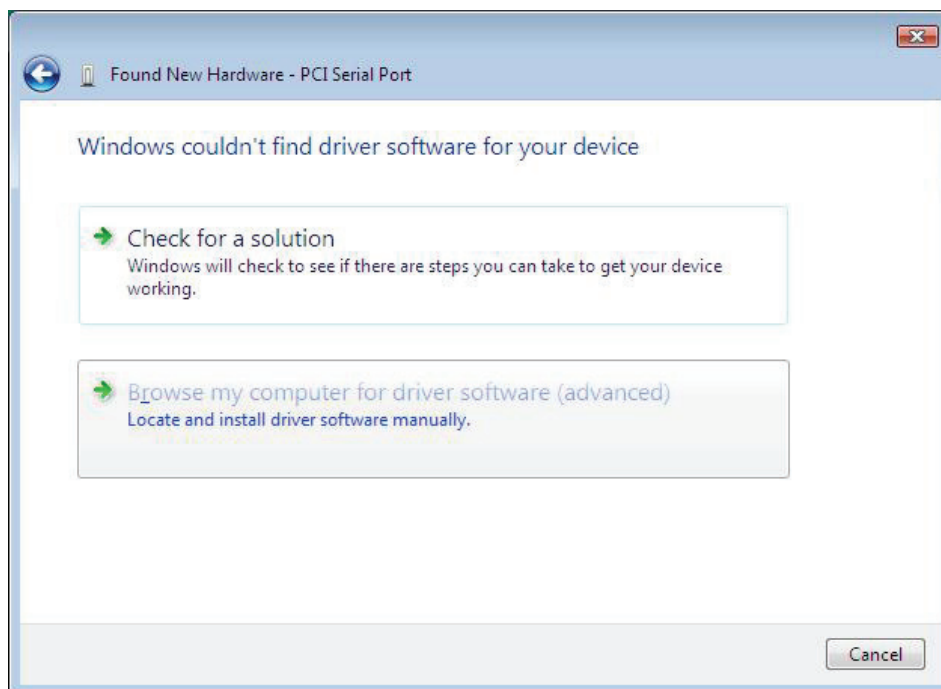 Found New Hardware - PCI Serial Port
Windows couldn't find driver software for your device
Check for a solution
Windows will check to see if there are steps you can take to get your device
working.
Browse my computer for driver software (advanced)
Locate and install driver software manually.
Cancel